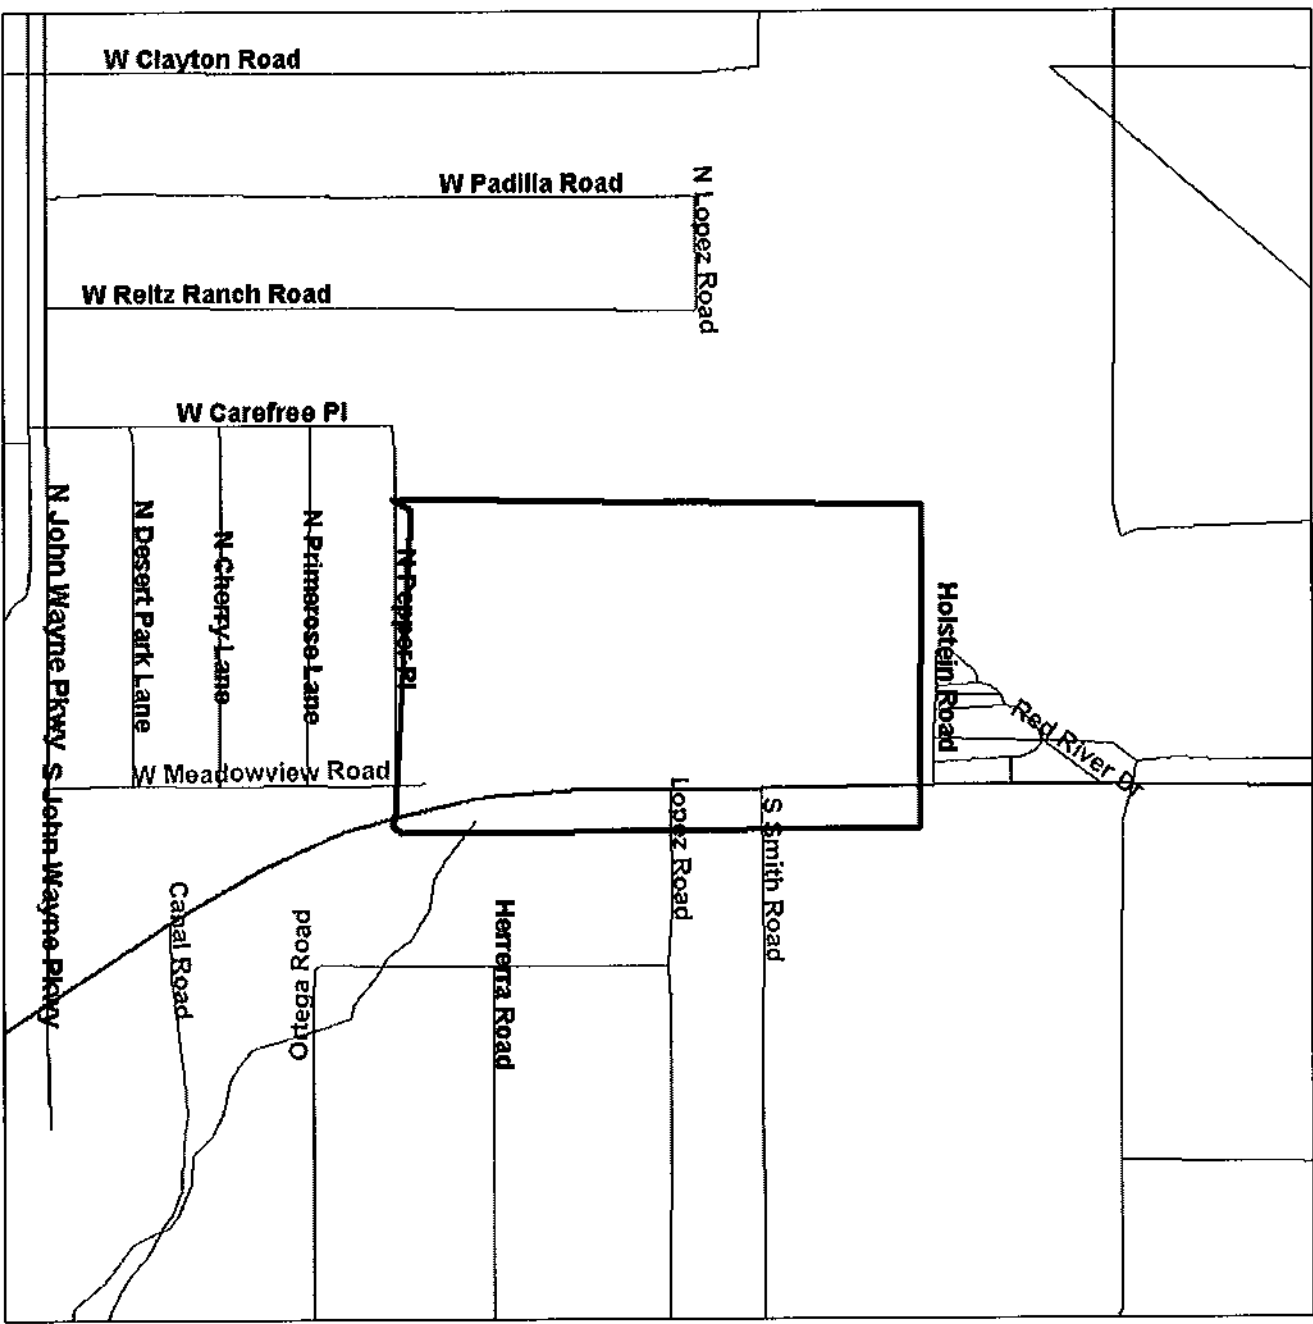 W Clayton Road
W Padilla Road
N Lopez Road
W Reitz Ranch Road
W Carefree Pl
N John Wayne Pkwy
N Desert Park Lane
N Cherry Lane
N Primerose Lane
N Pepper Pl
Holstein Road
Red River Dr
W Meadowview Road
S John Wayne Pkwy
Lopez Road
S Smith Road
Canal Road
Ortega Road
Herrerra Road